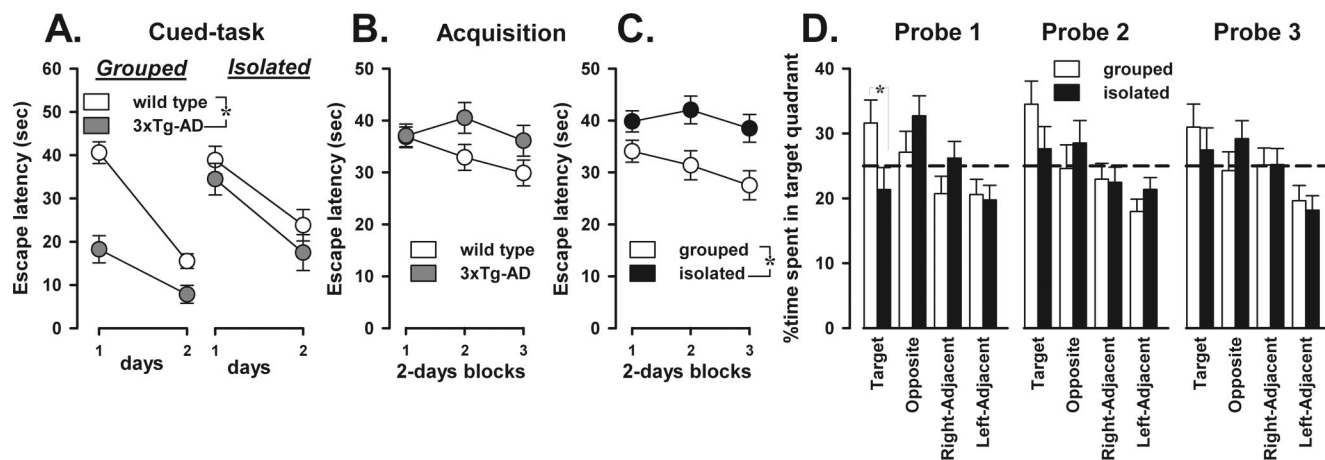 A.
Cued-task
Grouped
Isolated
wild type
3xTg-AD
*
Escape latency (sec)
60
50
40
30
20
10
0
1
2
1
2
days
days
B.
Acquisition
Escape latency (sec)
60
50
40
30
20
10
0
wild type
3xTg-AD
1
2
3
2-days blocks
C.
Escape latency (sec)
60
50
40
30
20
10
0
grouped
isolated
*
1
2
3
2-days blocks
D.
Probe 1
Probe 2
Probe 3
%time spent in target quadrant
40
30
20
10
0
*
grouped
isolated
Target
Opposite
Right-Adjacent
Left-Adjacent
Target
Opposite
Right-Adjacent
Left-Adjacent
Target
Opposite
Right-Adjacent
Left-Adjacent